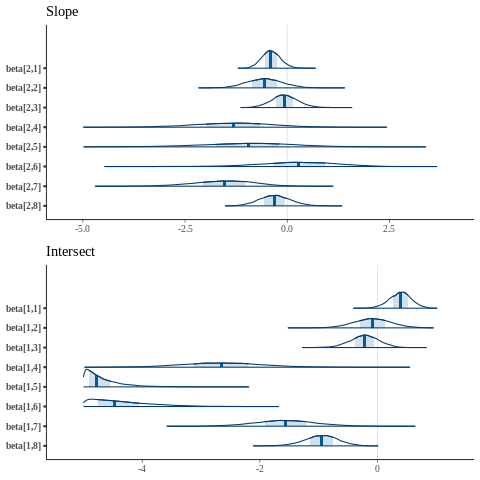 Slope
beta[2,1]
beta[2,2]
beta[2,3]
beta[2,4]
beta[2,5]
beta[2,6]
beta[2,7]
beta[2,8]
-5.0 -2.5 0.0 2.5
Intersect
beta[1,1]
beta[1,2]
beta[1,3]
beta[1,4]
beta[1,5]
beta[1,6]
beta[1,7]
beta[1,8]
-4 -2 0